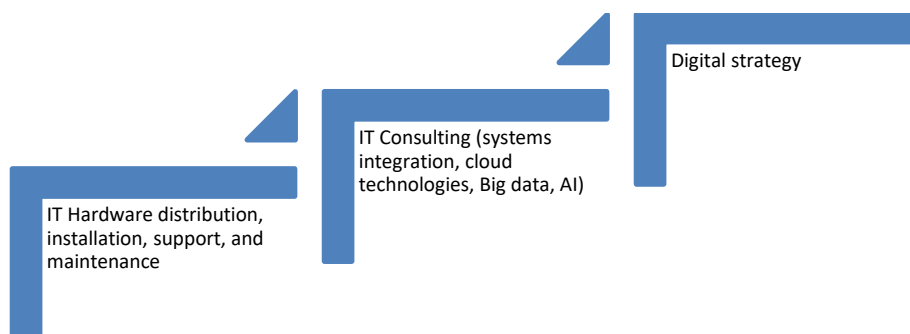 Digital strategy
IT Consulting (systems
integration, cloud
technologies, Big data, AI)
IT Hardware distribution,
installation, support, and
maintenance